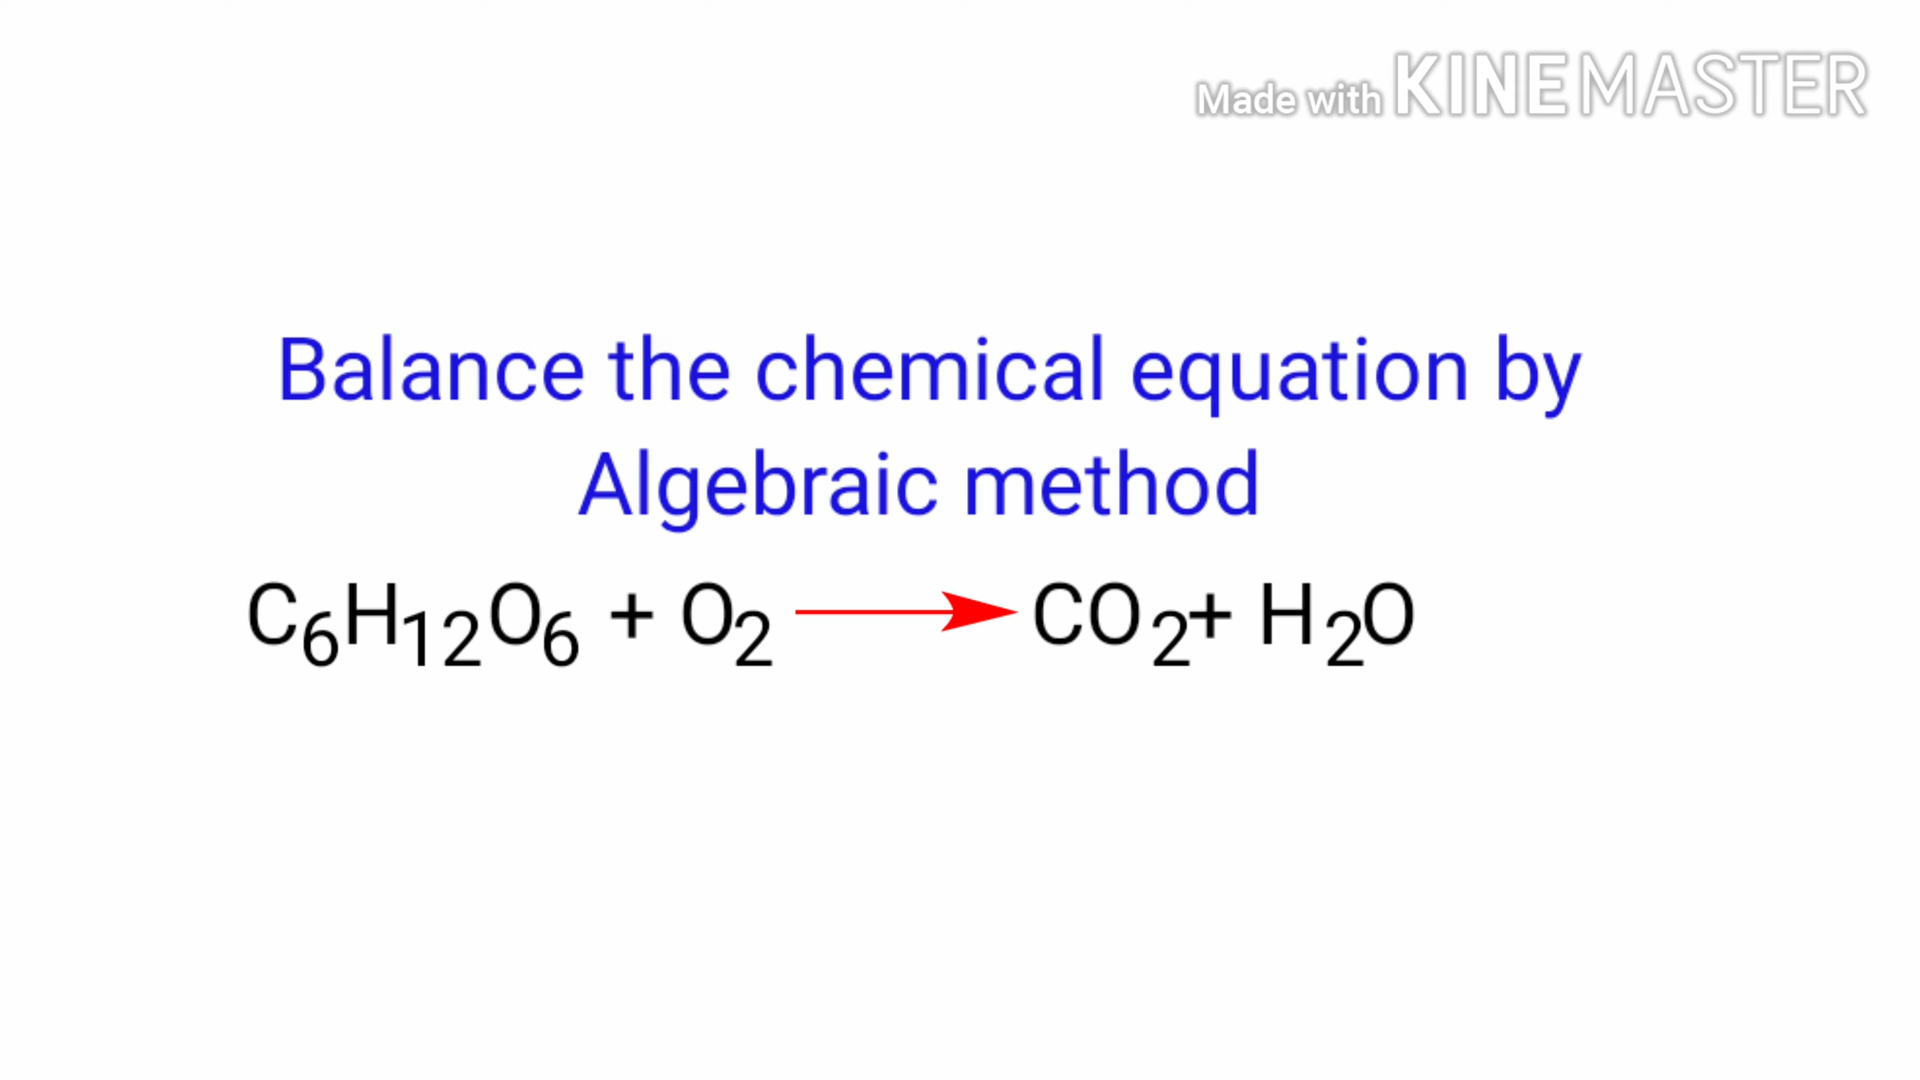 Made with KINEMASTER
Balance the chemical equation by
Algebraic method
C₆H₁₂O₆ + O₂ ⟶ CO₂ + H₂O